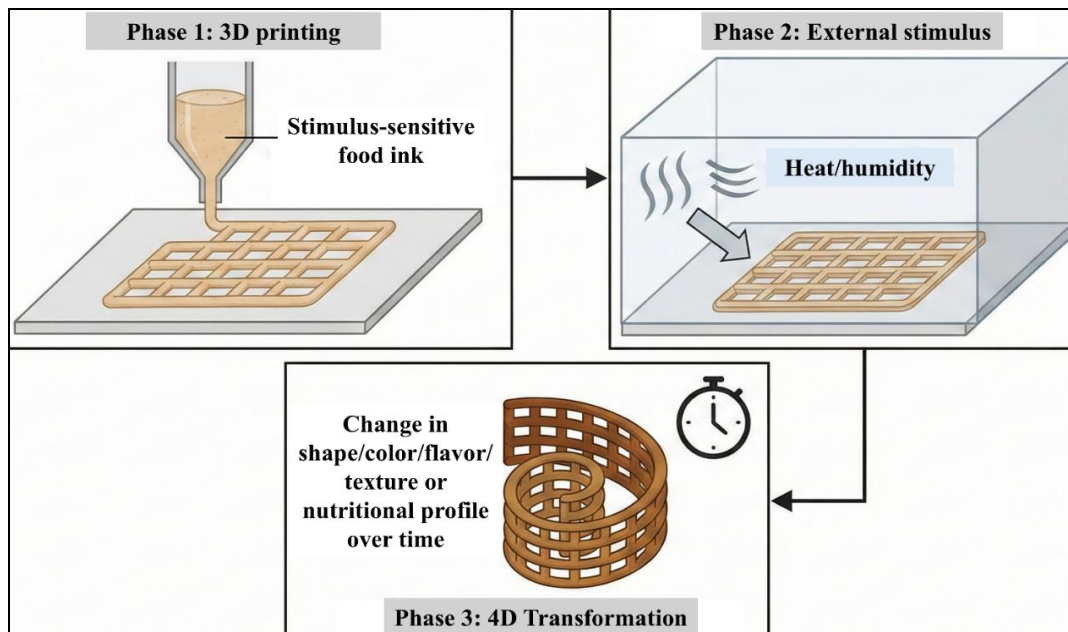 Phase 1: 3D printing
Stimulus-sensitive
food ink
Phase 2: External stimulus
Heat/humidity
Change in
shape/color/flavor/
texture or
nutritional profile
over time
Phase 3: 4D Transformation